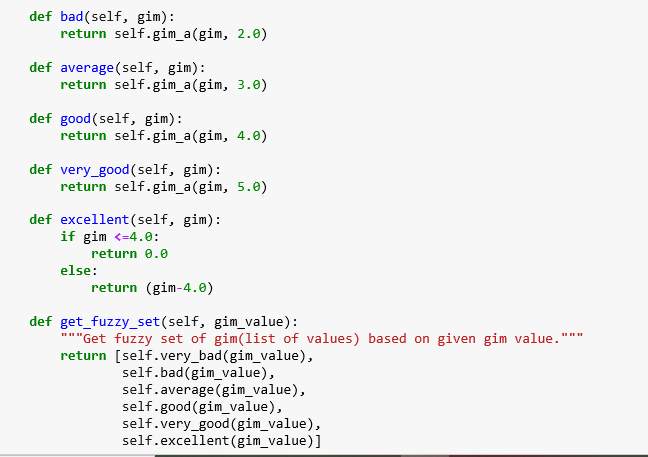 def bad(self, gim):
    return self.gim_a(gim, 2.0)
def average(self, gim):
    return self.gim_a(gim, 3.0)
def good(self, gim):
    return self.gim_a(gim, 4.0)
def very_good(self, gim):
    return self.gim_a(gim, 5.0)
def excellent(self, gim):
    if gim <=4.0:
        return 0.0
    else:
        return (gim-4.0)
def get_fuzzy_set(self, gim_value):
    """Get fuzzy set of gim(list of values) based on given gim value."""
    return [self.very_bad(gim_value),
            self.bad(gim_value),
            self.average(gim_value),
            self.good(gim_value),
            self.very_good(gim_value),
            self.excellent(gim_value)]